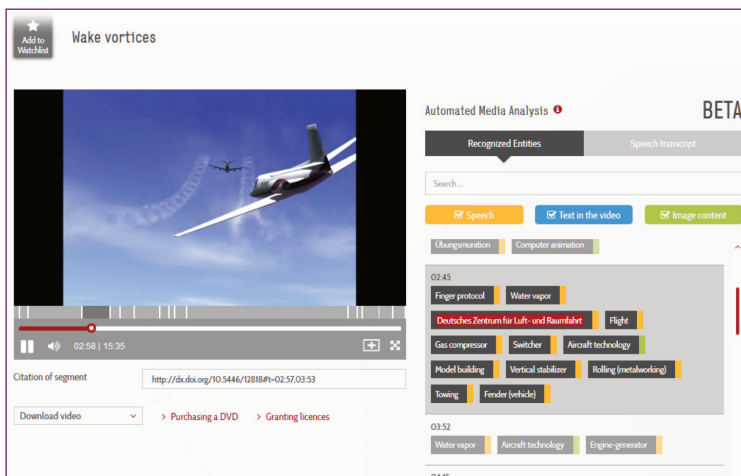 Add to
Watchlist
Wake vortices
Automated Media Analysis
BETA
Recognized Entities
Speech transcript
Search ...
Speech
Text in the video
Image content
Übungsmunition
Computer animation
02:45
Finger protocol
Water vapor
Deutsches Zentrum für Luft- und Raumfahrt
Flight
Gas compressor
Switcher
Aircraft technology
Model building
Vertical stabilizer
Rolling (metalworking)
Towing
Fender (vehicle)
03:52
Water vapor
Aircraft technology
Engine-generator
02:58 | 15:35
Citation of segment
http://dx.doi.org/10.5446/12818#t=02:57,03:53
Download video
> Purchasing a DVD
> Granting licences